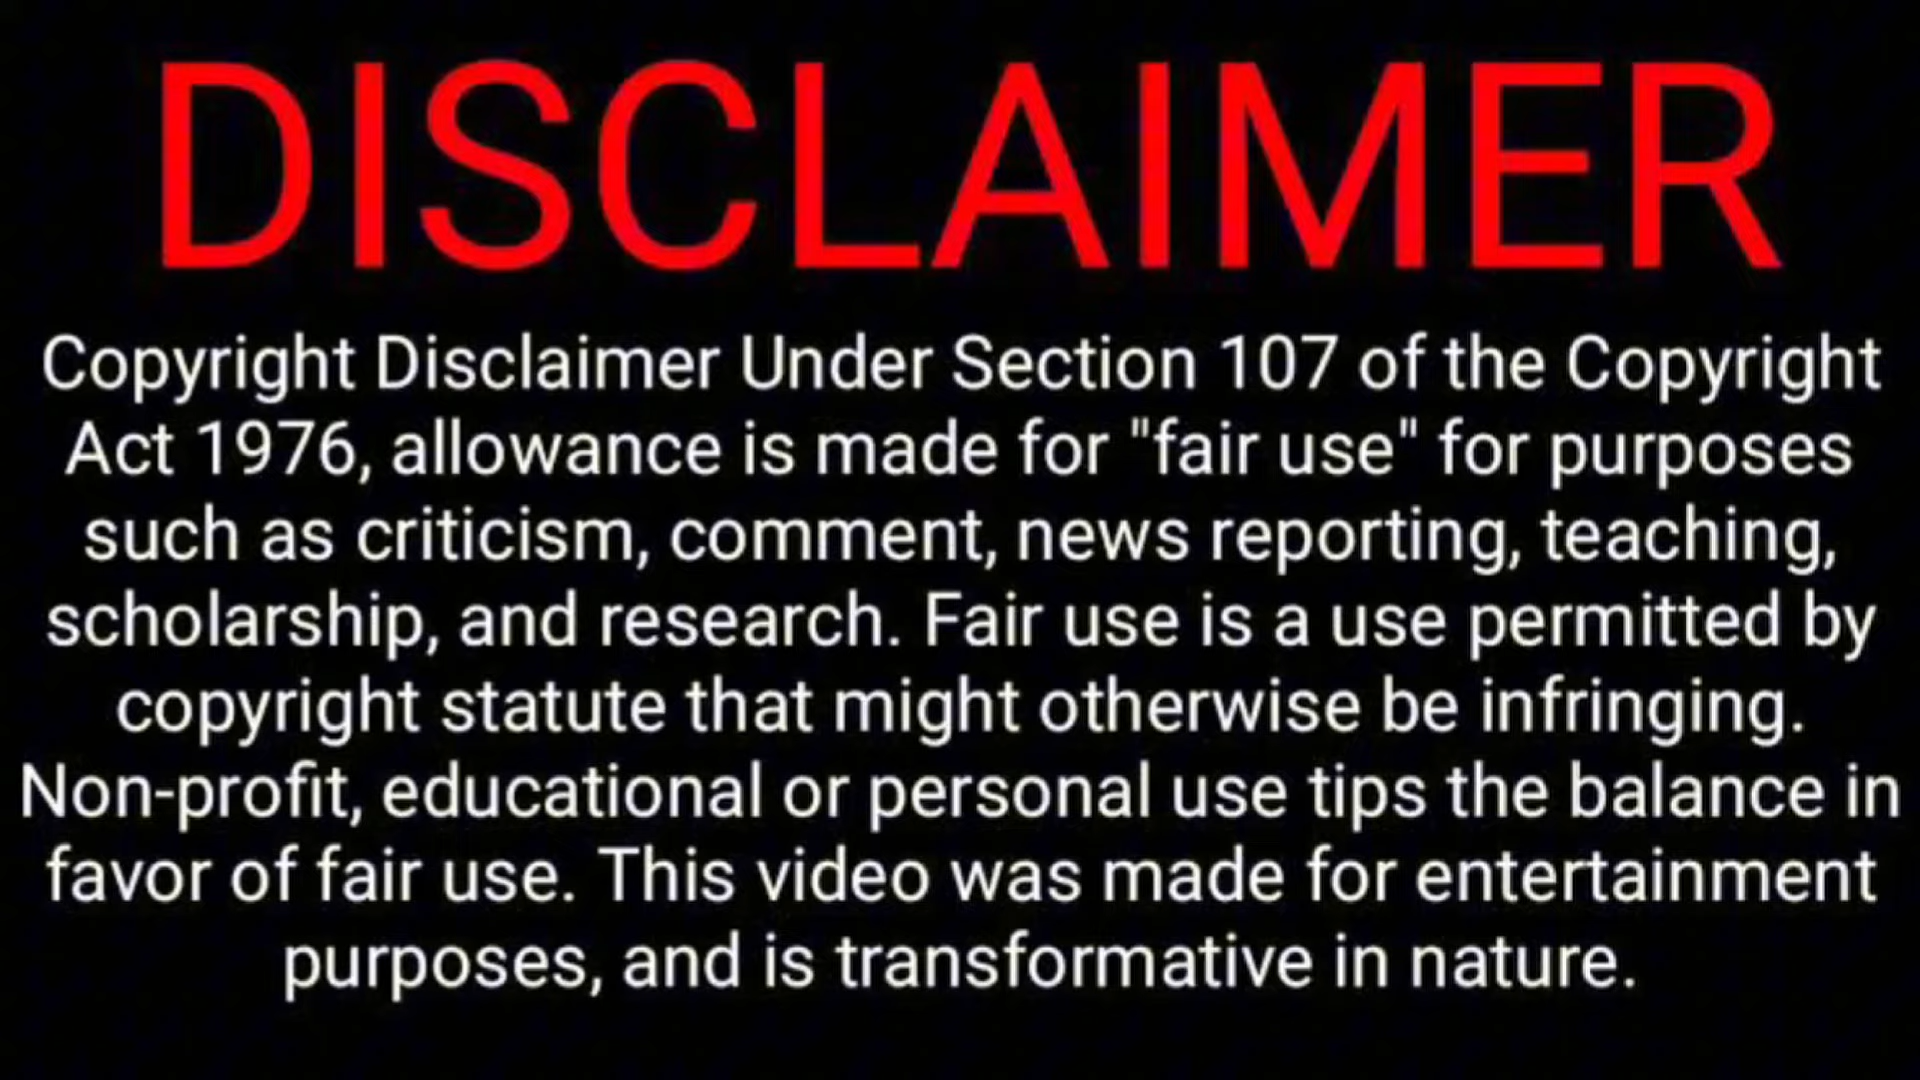 DISCLAIMER
Copyright Disclaimer Under Section 107 of the Copyright
Act 1976, allowance is made for "fair use" for purposes
such as criticism, comment, news reporting, teaching,
scholarship, and research. Fair use is a use permitted by
copyright statute that might otherwise be infringing.
Non-profit, educational or personal use tips the balance in
favor of fair use. This video was made for entertainment
purposes, and is transformative in nature.